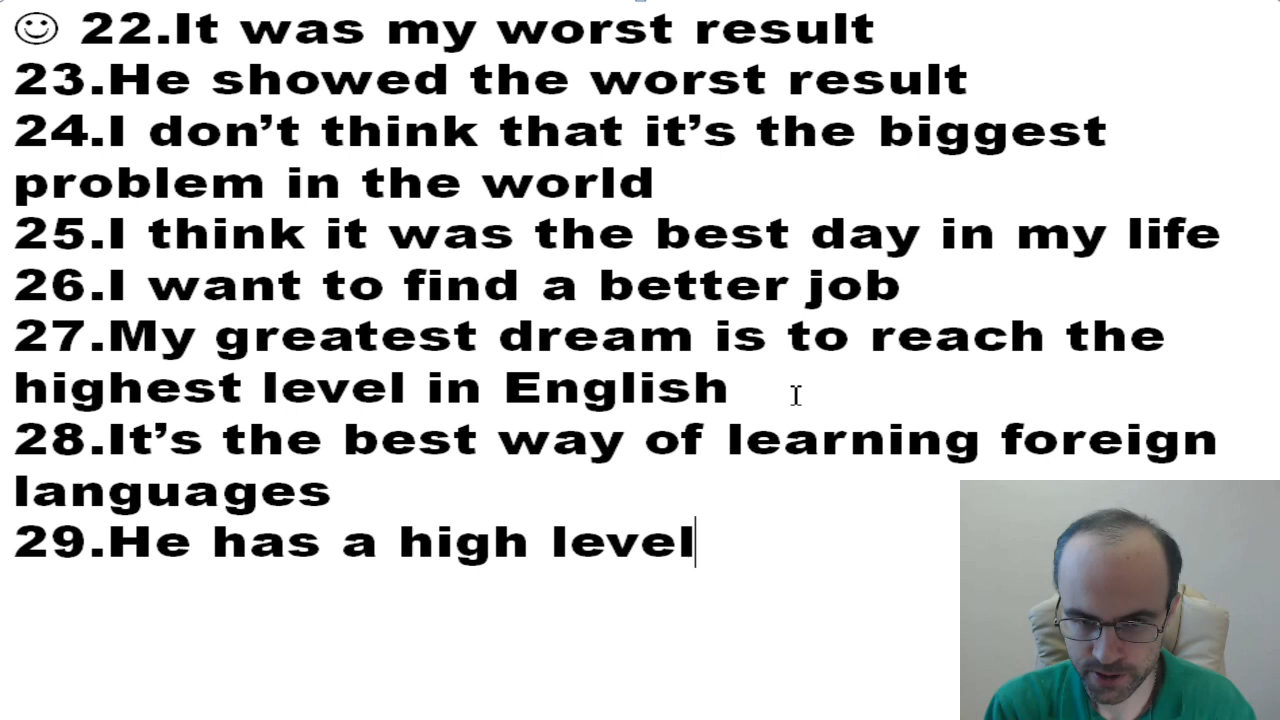 ☺ 22.It was my worst result
23.He showed the worst result
24.I don’t think that it’s the biggest
problem in the world
25.I think it was the best day in my life
26.I want to find a better job
27.My greatest dream is to reach the
highest level in English
28.It’s the best way of learning foreign
languages
29.He has a high level